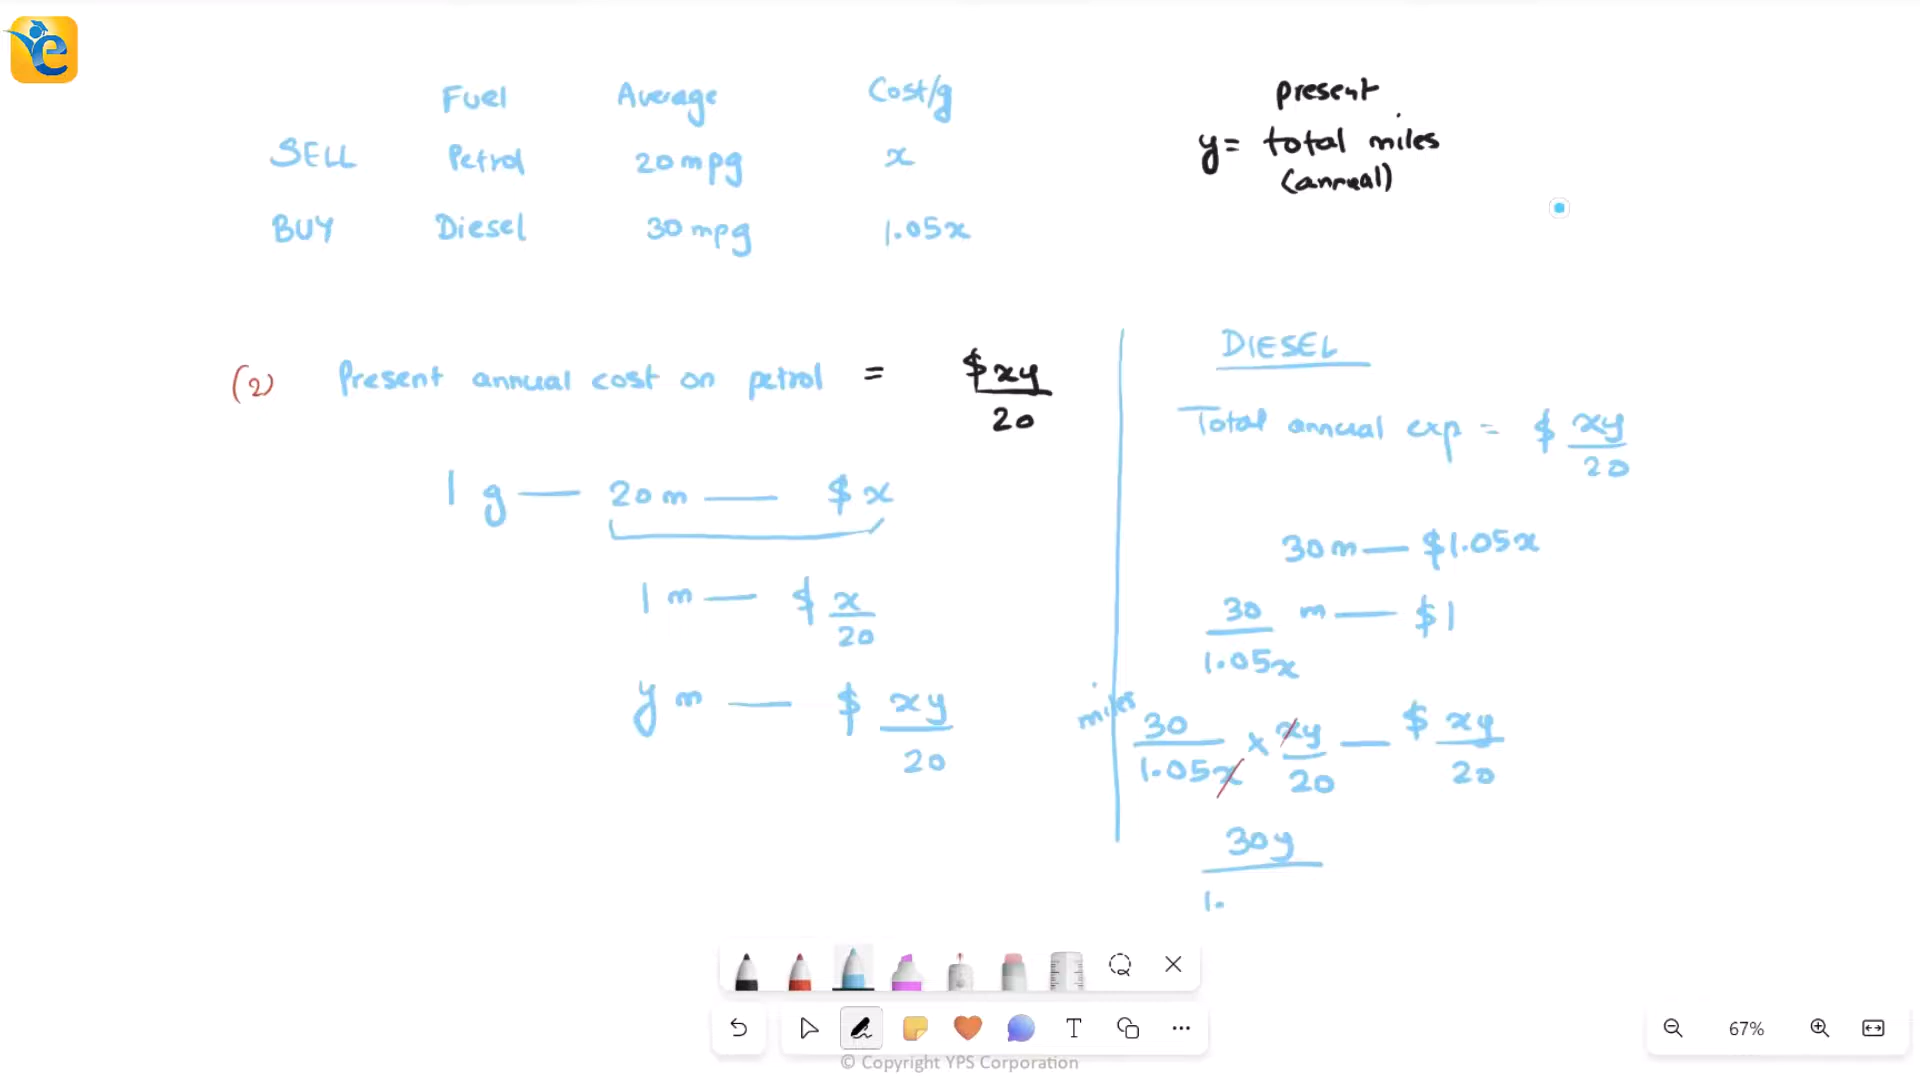 Fuel Average Cost/g
SELL Petrol 20 mpg x
BUY Diesel 30 mpg 1.05x
present
y = total miles
(annual)
(2) Present annual cost on petrol = $xy/20
1 g — 20 m — $ x
1 m — $ x/20
y m — $ xy/20
DIESEL
Total annual exp = $ xy/20
30 m — $1.05x
30/1.05x m — $1
miles 30/1.05x × xy/20 — $ xy/20
30y
1.
T
67%
© Copyright YPS Corporation